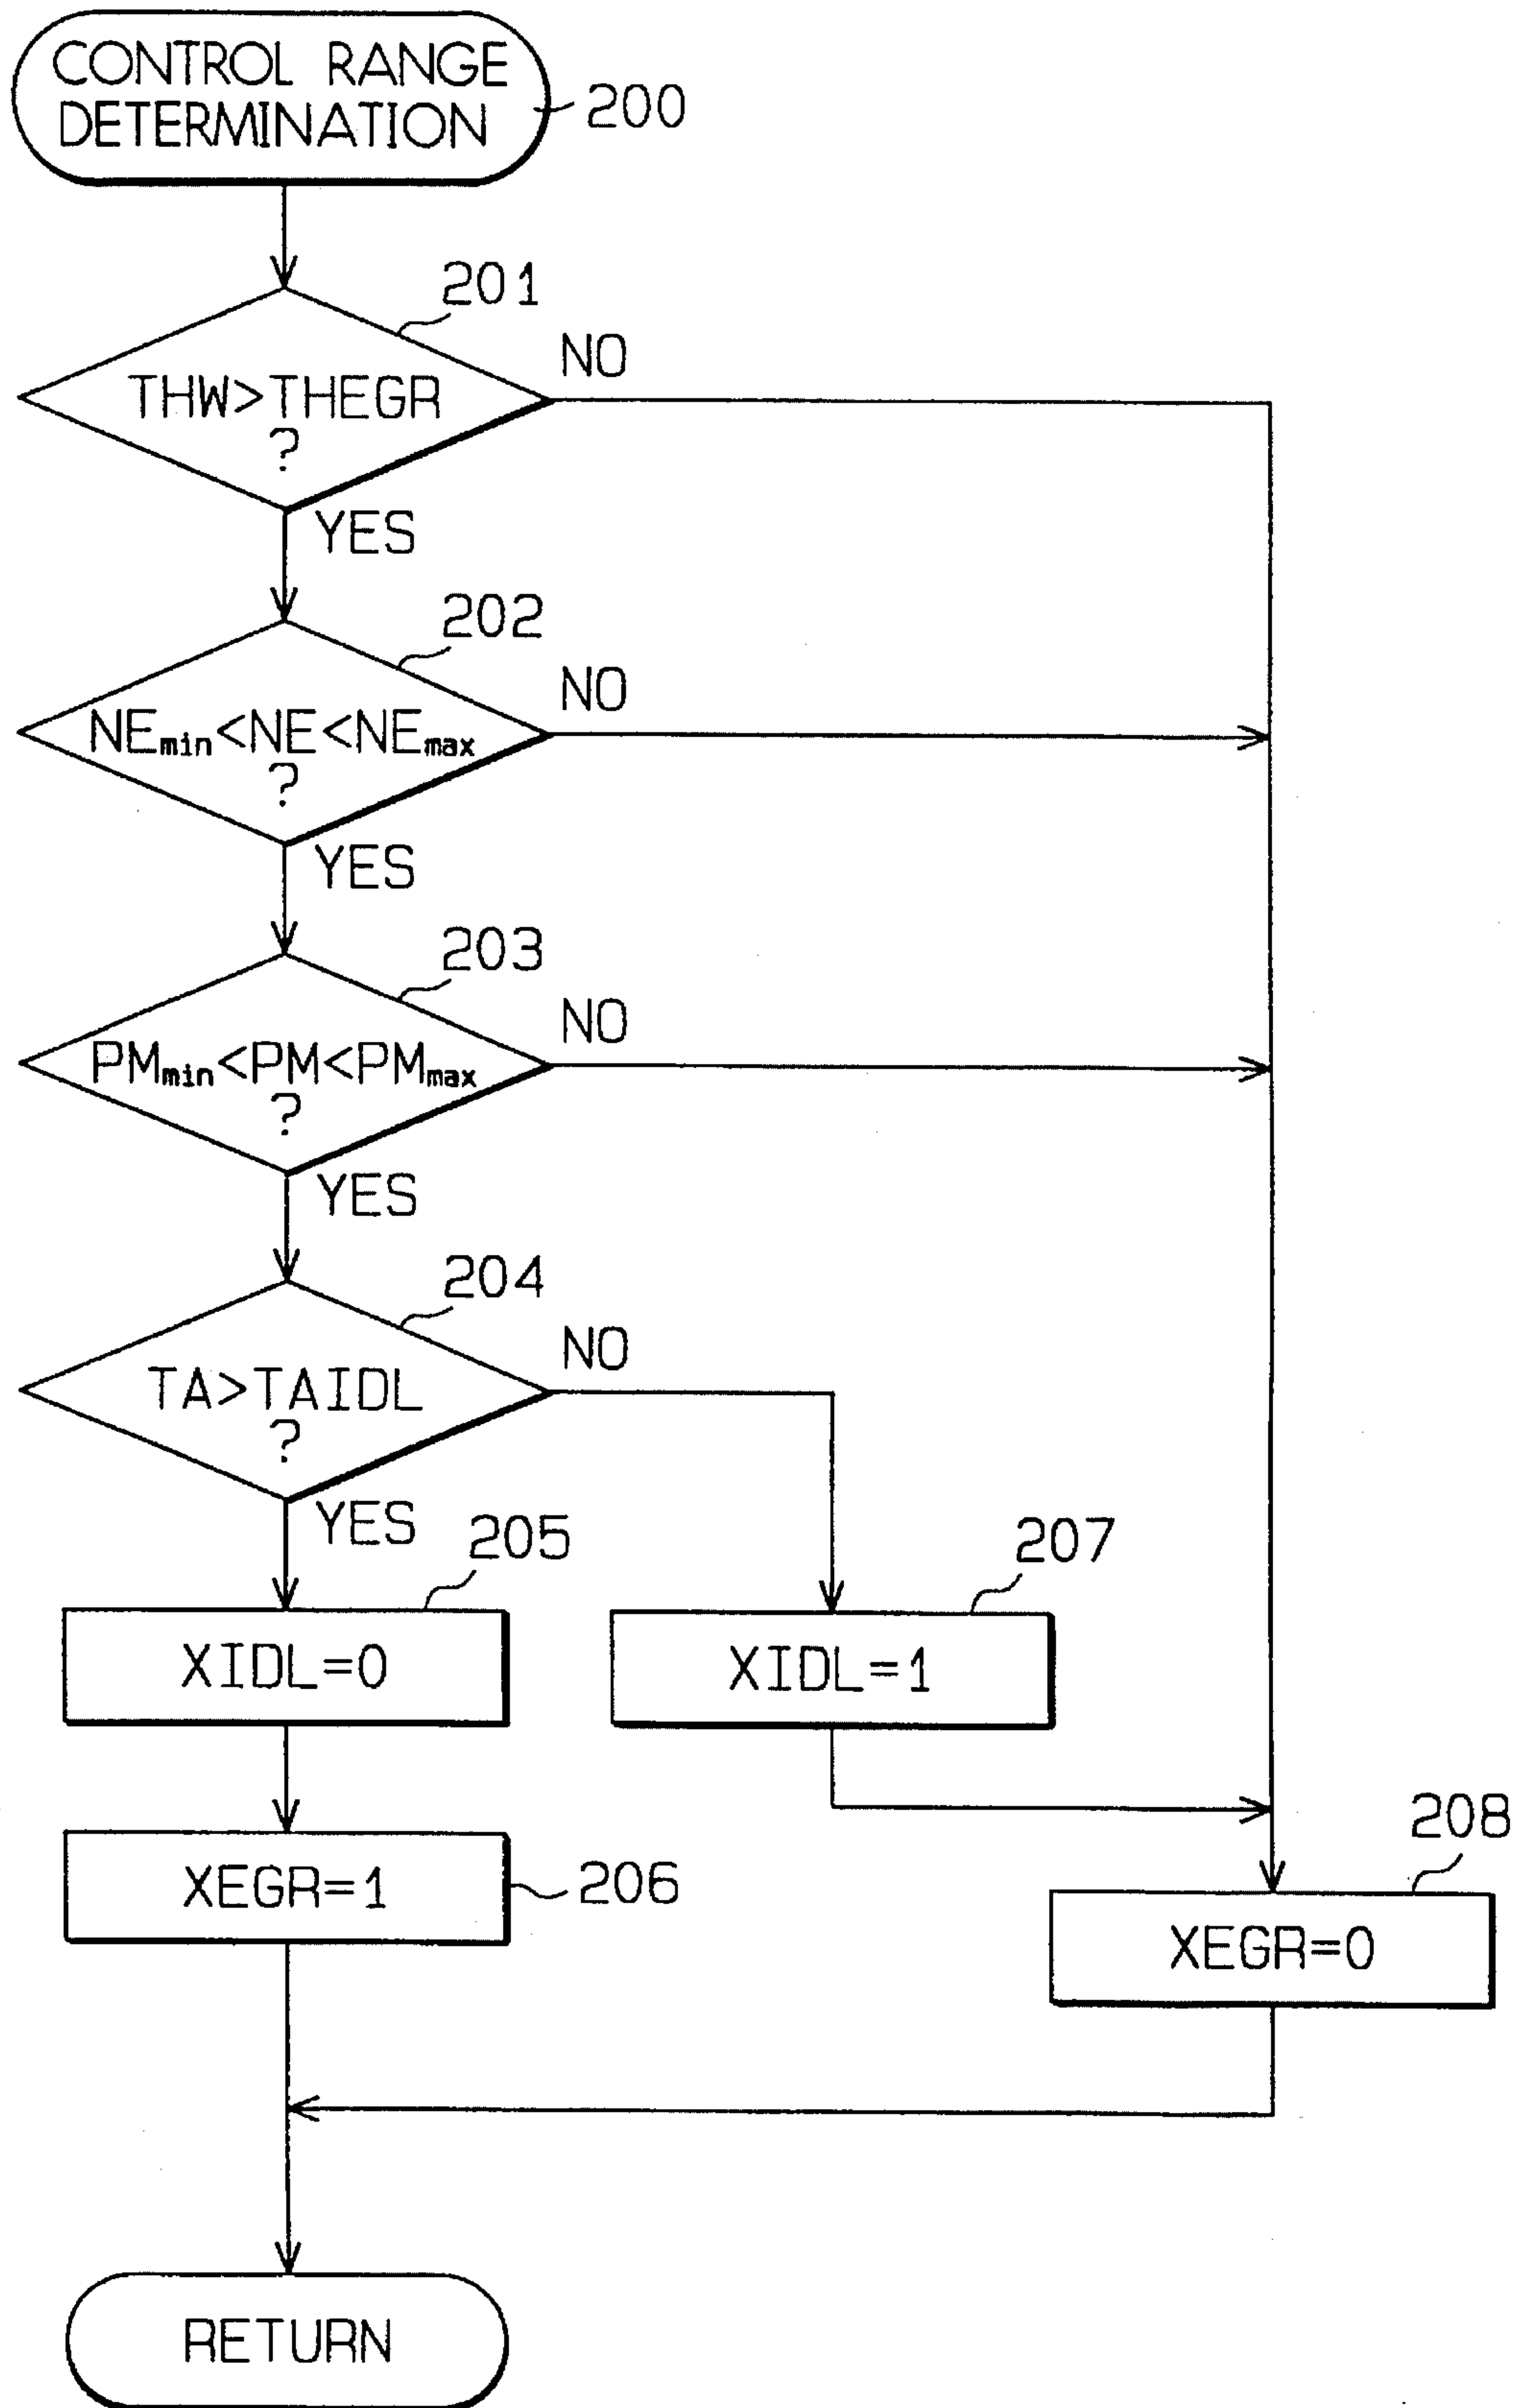 CONTROL RANGE
DETERMINATION
200
201
THW>THEGR
?
NO
YES
202
NEmin<NE<NEmax
?
NO
YES
203
PMmin<PM<PMmax
?
NO
YES
204
TA>TAIDL
?
NO
YES
205
XIDL=0
207
XIDL=1
206
XEGR=1
208
XEGR=0
RETURN